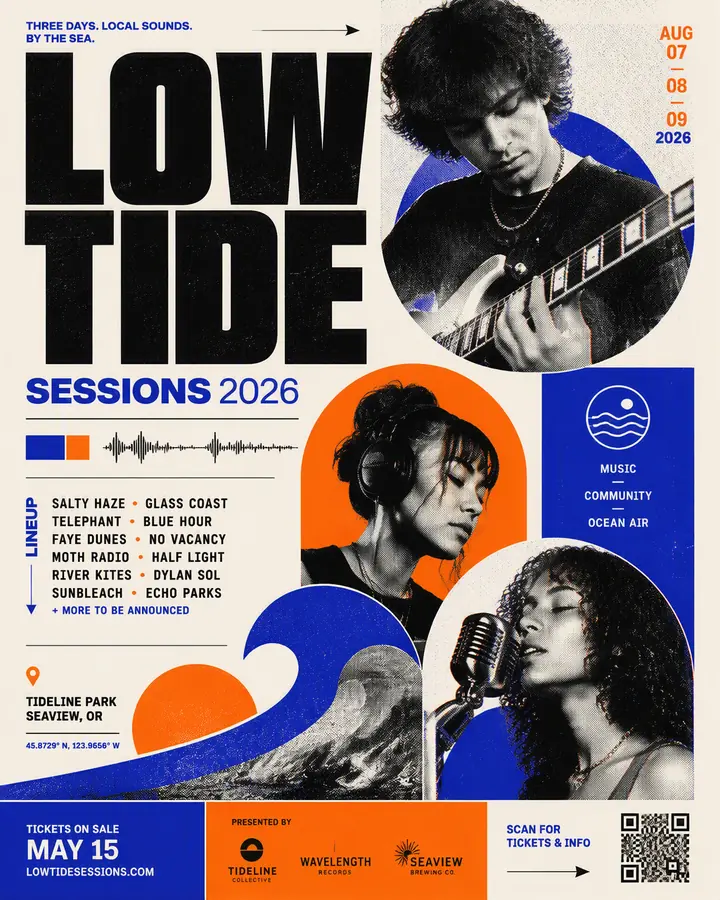 THREE DAYS. LOCAL SOUNDS.
BY THE SEA.
AUG
07
08
09
2026
LOW
TIDE
SESSIONS 2026
LINEUP
SALTY HAZE • GLASS COAST
TELEPHANT • BLUE HOUR
FAYE DUNES • NO VACANCY
MOTH RADIO • HALF LIGHT
RIVER KITES • DYLAN SOL
SUNBLEACH • ECHO PARKS
+ MORE TO BE ANNOUNCED
MUSIC
—
COMMUNITY
—
OCEAN AIR
TIDELINE PARK
SEAVIEW, OR
45.8729° N, 123.9656° W
TICKETS ON SALE
MAY 15
LOWTIDESESSIONS.COM
PRESENTED BY
TIDELINE
COLLECTIVE
WAVELENGTH
RECORDS
SEAVIEW
BREWING CO.
SCAN FOR
TICKETS & INFO